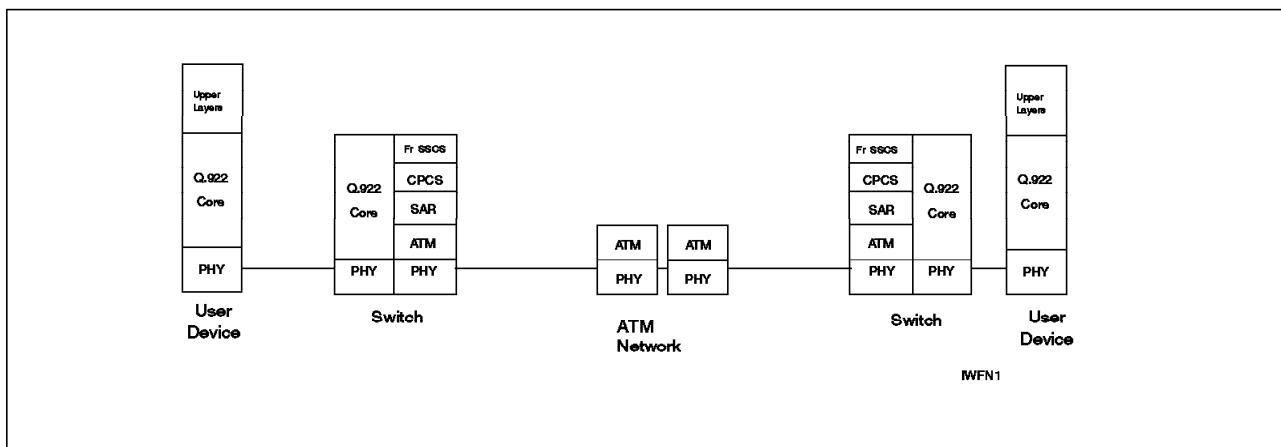 Upper
Layers
Q.922
Core
PHY
User
Device
Q.922
Core
PHY
Fr SSCS
CPCS
SAR
ATM
PHY
Switch
ATM
PHY
ATM
PHY
ATM
Network
Fr SSCS
CPCS
SAR
ATM
PHY
Q.922
Core
PHY
Switch
Upper
Layers
Q.922
Core
PHY
User
Device
IWFN1